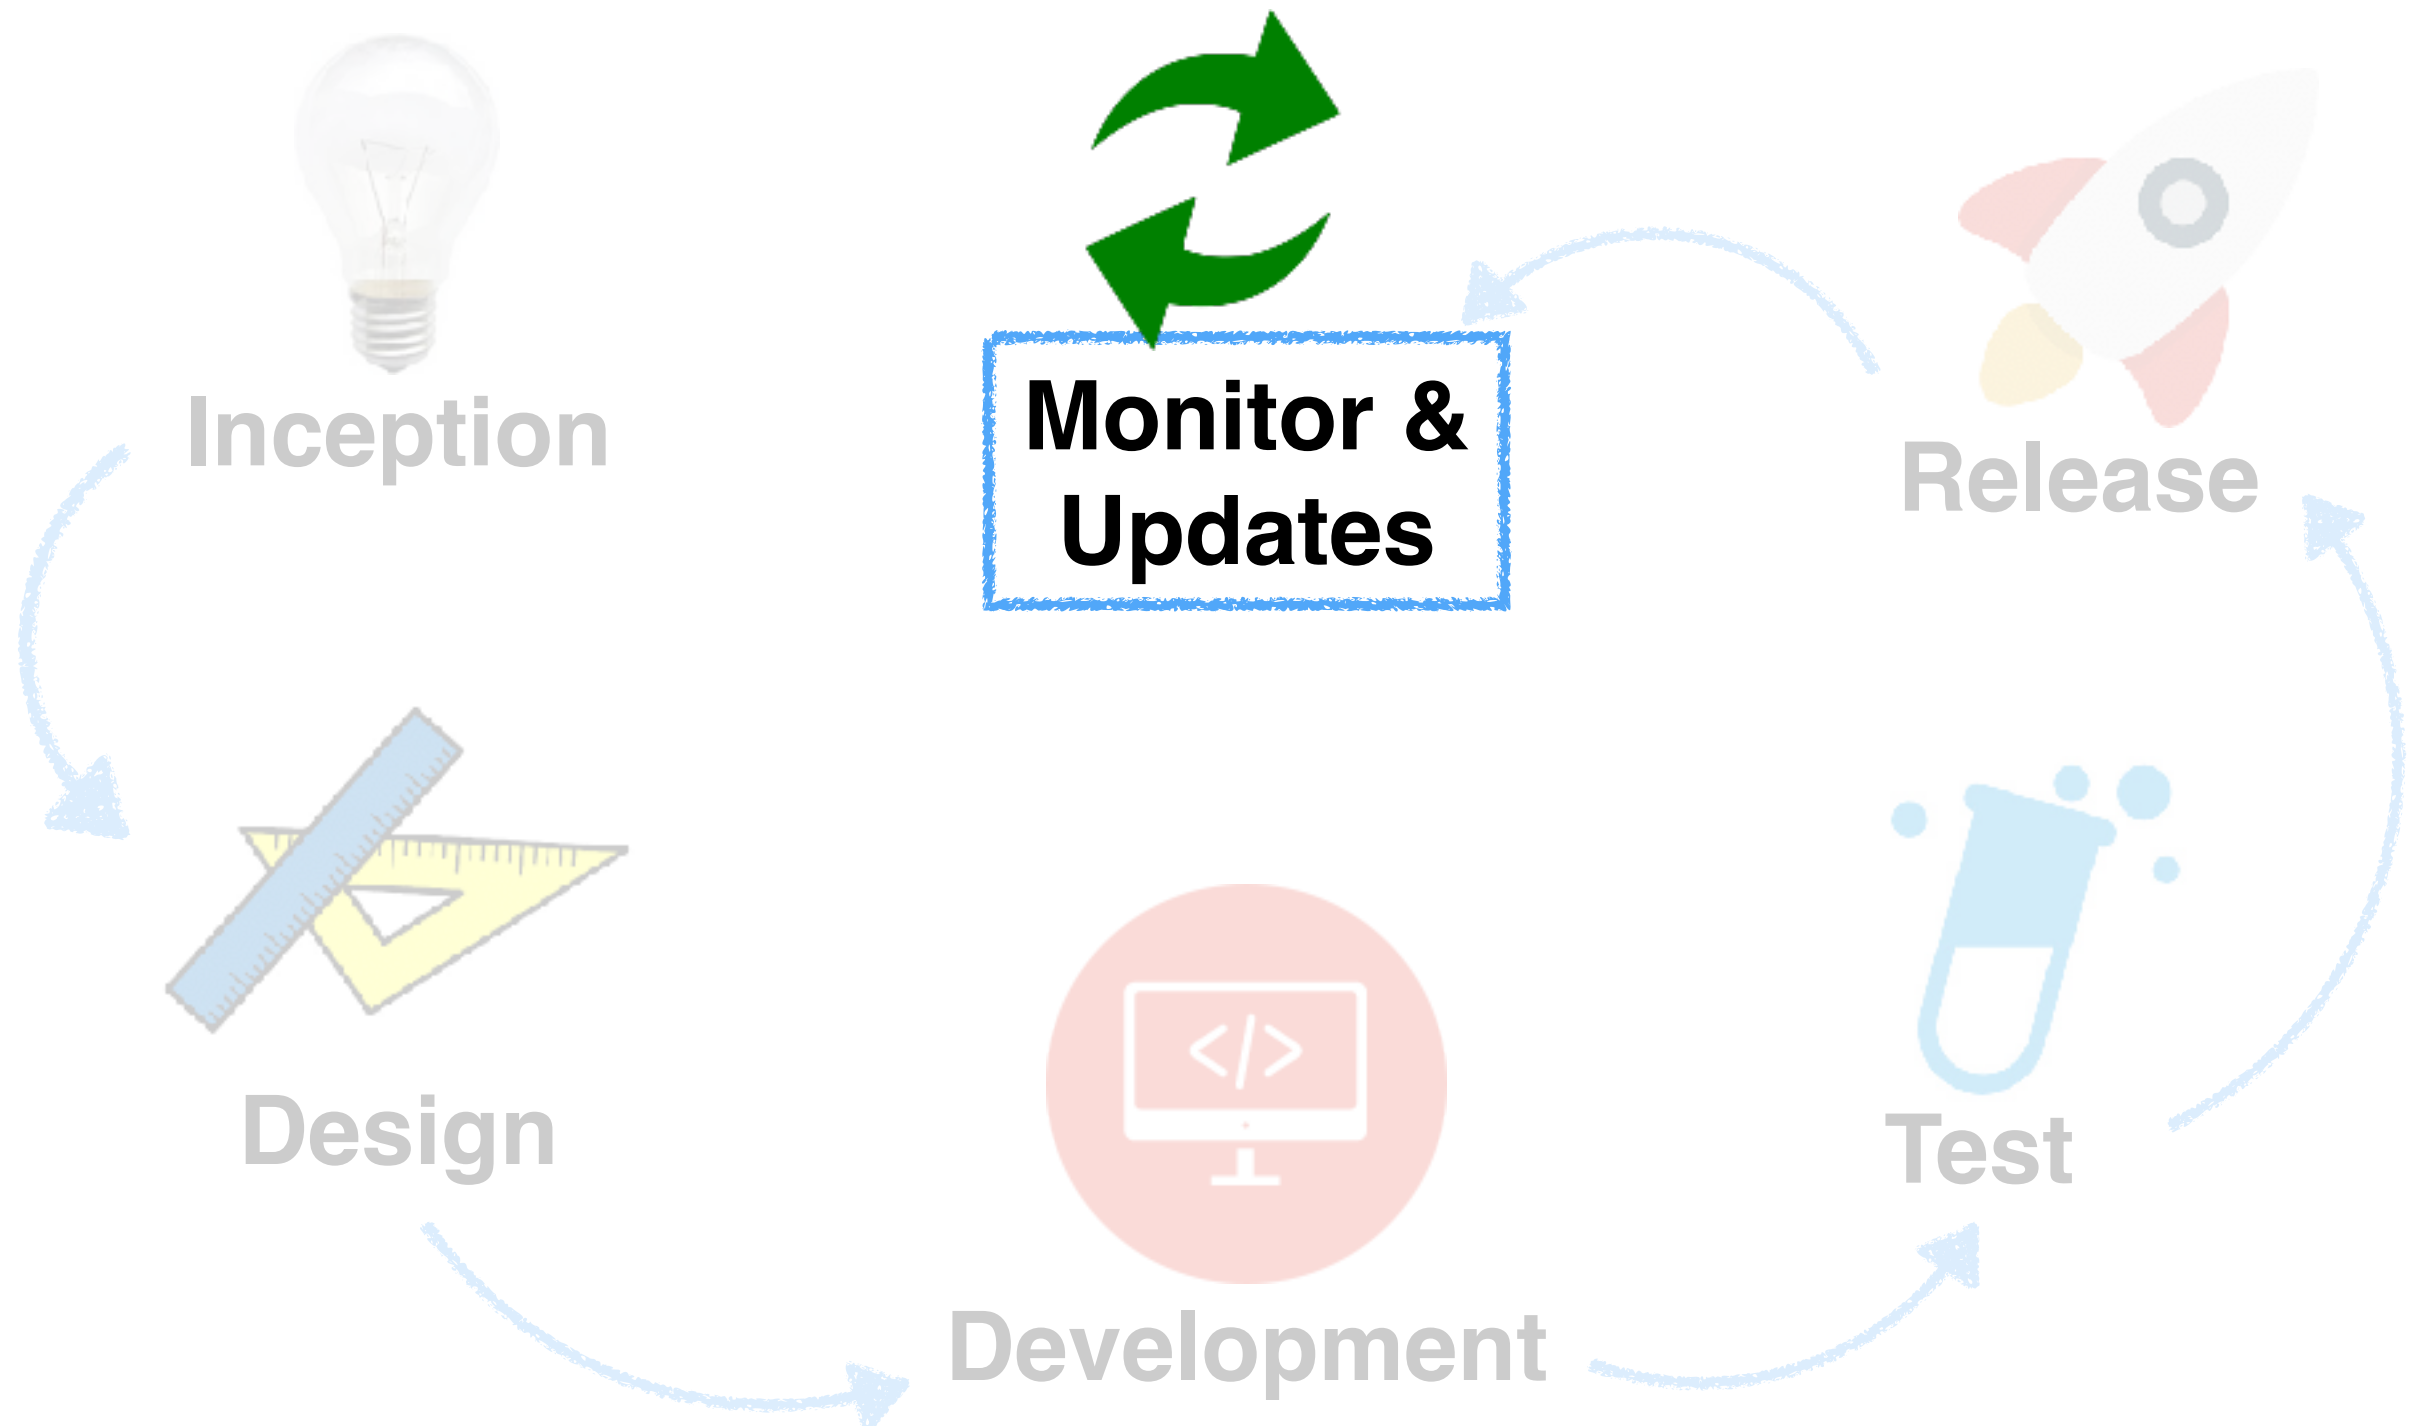 Inception
Monitor &
Updates
Release
Design
</>
Development
Test